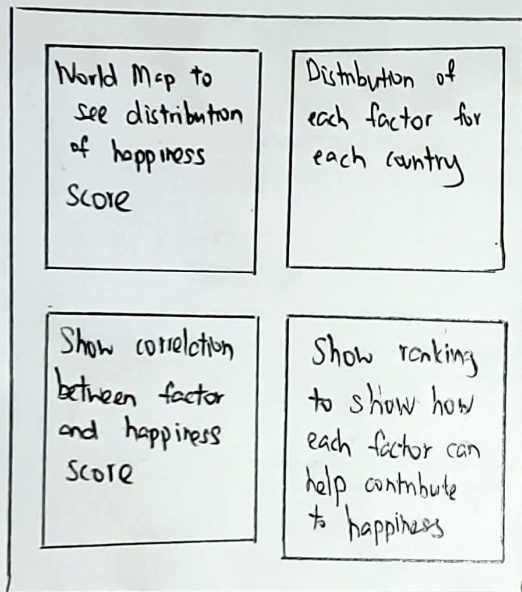 World Map to
see distribution
of happiness
score
Distribution of
each factor for
each country
Show correlation
between factor
and happiness
score
Show ranking
to show how
each factor can
help contribute
to happiness